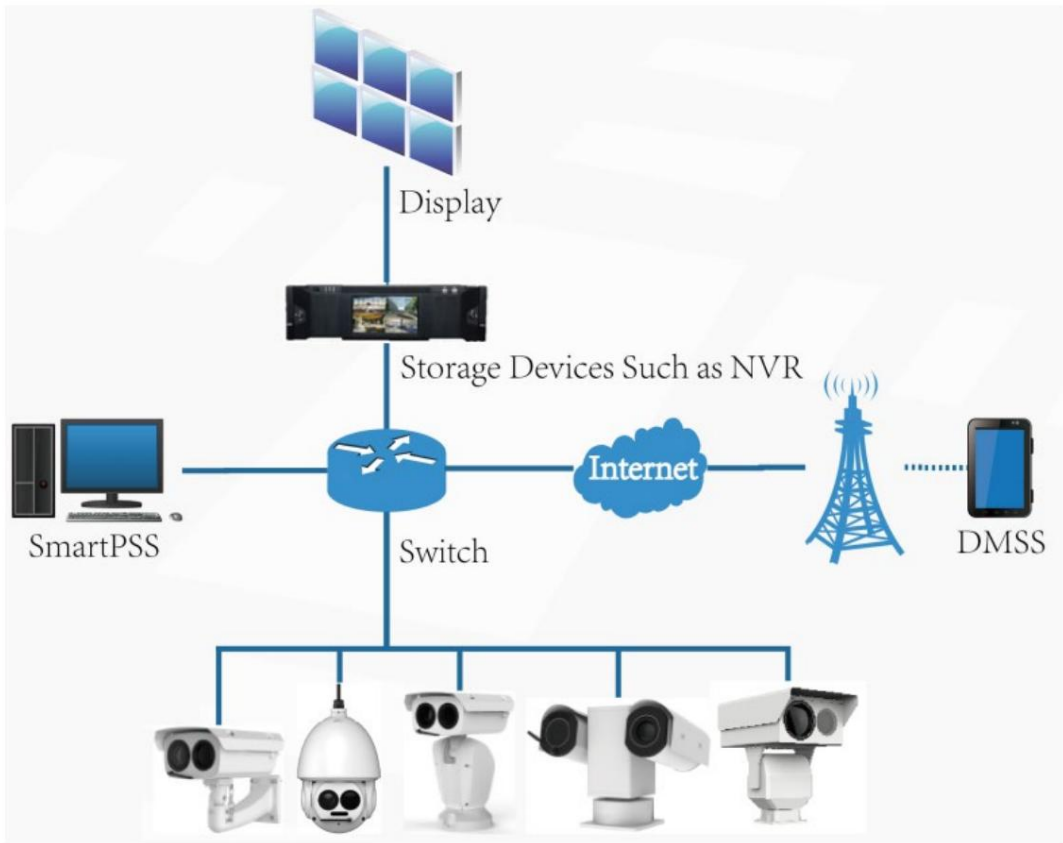 Display
Storage Devices Such as NVR
Internet
SmartPSS
Switch
DMSS